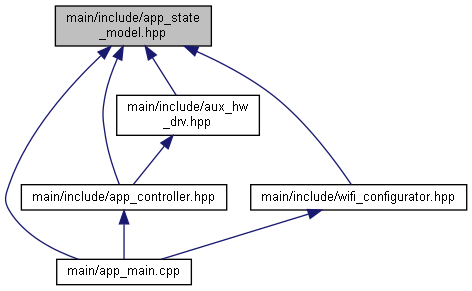 main/include/app_state
_model.hpp
main/include/aux_hw
_drv.hpp
main/include/app_controller.hpp
main/include/wifi_configurator.hpp
main/app_main.cpp